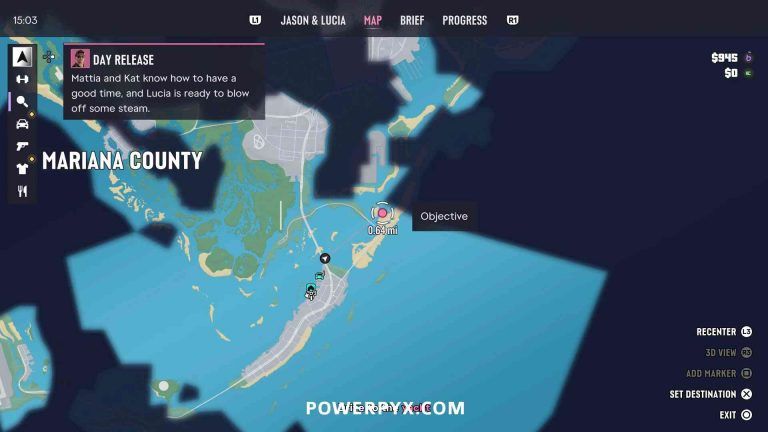 15:03
L1
JASON & LUCIA
MAP
BRIEF
PROGRESS
R1
$945
$0
DAY RELEASE
Mattia and Kat know how to have a
good time, and Lucia is ready to blow
off some steam.
MARIANA COUNTY
Objective
0.64 mi
RECENTER L3
3D VIEW R3
ADD MARKER
SET DESTINATION
EXIT
POWERPYX.COM